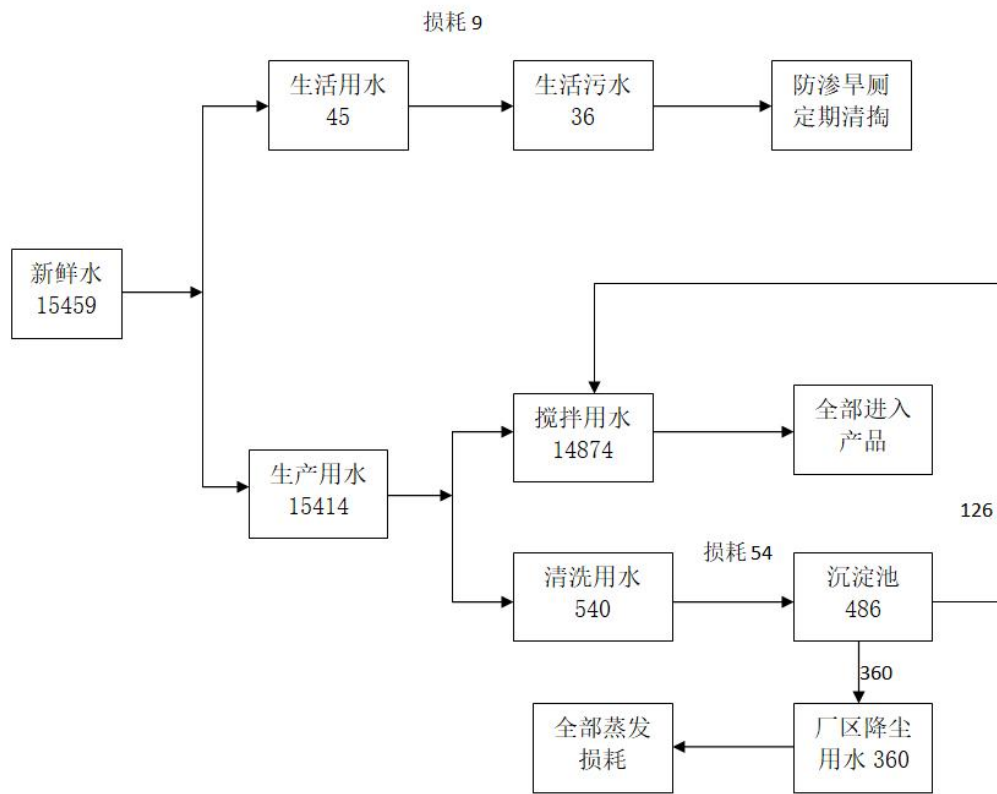 损耗 9
生活用水
45
生活污水
36
防渗旱厕
定期清掏
新鲜水
15459
搅拌用水
14874
全部进入
产品
生产用水
15414
126
损耗 54
清洗用水
540
沉淀池
486
360
全部蒸发
损耗
厂区降尘
用水 360